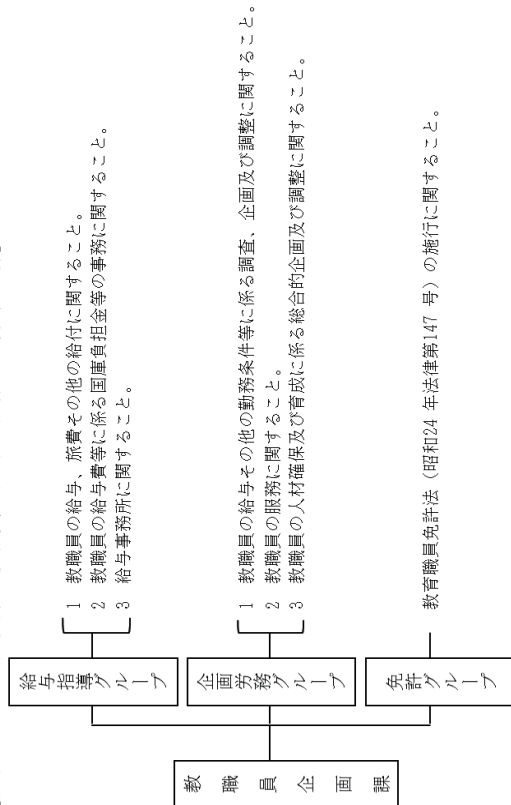 教職員企画課
給与指導グループ
1 教職員の給与、旅費その他の給付に関すること。
2 教職員の給与費等に係る国庫負担金等の事務に関すること。
3 給与事務所に関すること。
企画労務グループ
1 教職員の給与その他の勤務条件等に係る調査、企画及び調整に関すること。
2 教職員の服務に関すること。
3 教職員の人材確保及び育成に係る総合的企画及び調整に関すること。
免許グループ
教育職員免許法（昭和24 年法律第147 号）の施行に関すること。